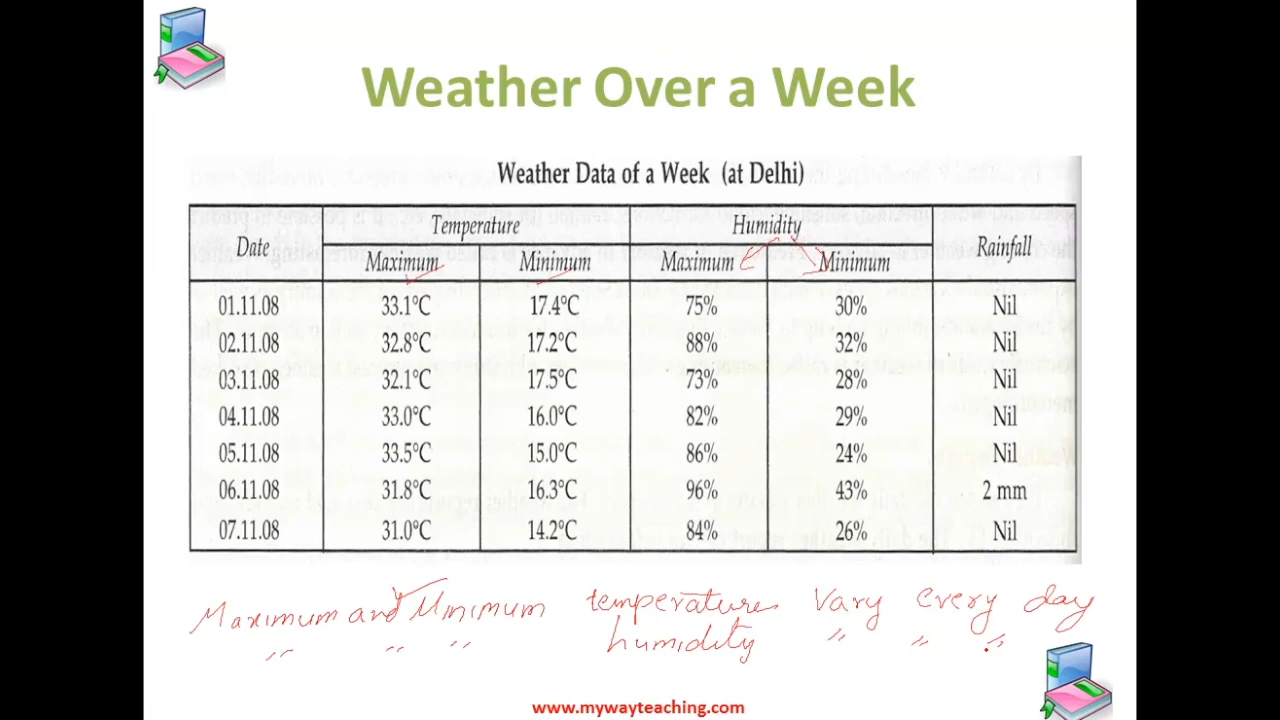 Weather Over a Week
Weather Data of a Week (at Delhi)
Date Temperature Humidity Rainfall
Maximum Minimum Maximum Minimum
01.11.08 33.1°C 17.4°C 75% 30% Nil
02.11.08 32.8°C 17.2°C 88% 32% Nil
03.11.08 32.1°C 17.5°C 73% 28% Nil
04.11.08 33.0°C 16.0°C 82% 29% Nil
05.11.08 33.5°C 15.0°C 86% 24% Nil
06.11.08 31.8°C 16.3°C 96% 43% 2 mm
07.11.08 31.0°C 14.2°C 84% 26% Nil
Maximum and Minimum temperatures Vary every day
" " " humidity " " "
www.mywayteaching.com